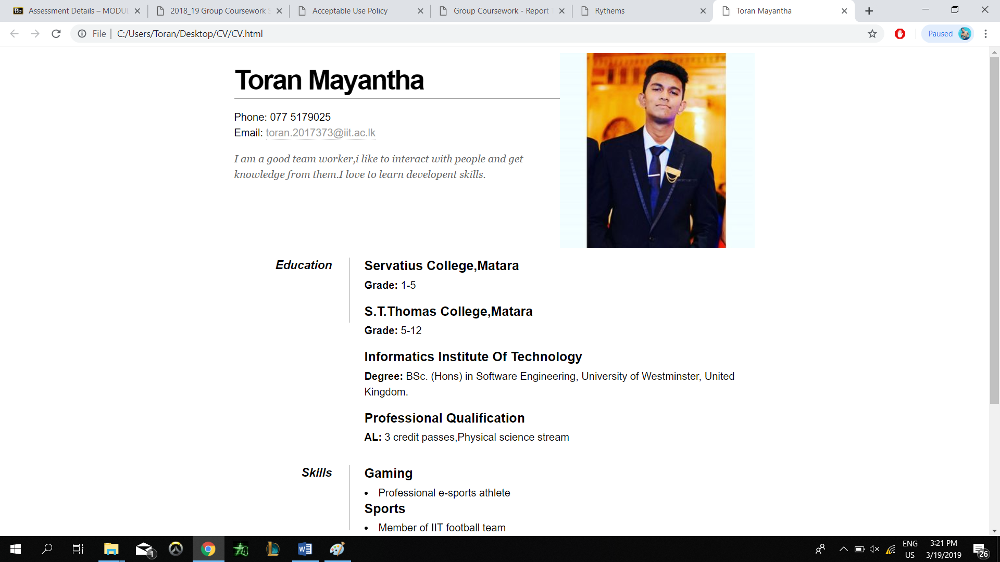 Assessment Details – MODU
2018_19 Group Coursework
Acceptable Use Policy
Group Coursework - Report
Rythems
Toran Mayantha
File | C:/Users/Toran/Desktop/CV/CV.html
Paused
Toran Mayantha
Phone: 077 5179025
Email: toran.2017373@iit.ac.lk
I am a good team worker,i like to interact with people and get
knowledge from them.I love to learn developent skills.
Education
Servatius College,Matara
Grade: 1-5
S.T.Thomas College,Matara
Grade: 5-12
Informatics Institute Of Technology
Degree: BSc. (Hons) in Software Engineering, University of Westminster, United
Kingdom.
Professional Qualification
AL: 3 credit passes,Physical science stream
Skills
Gaming
• Professional e-sports athlete
Sports
• Member of IIT football team
1
ENG
US
3:21 PM
3/19/2019
26